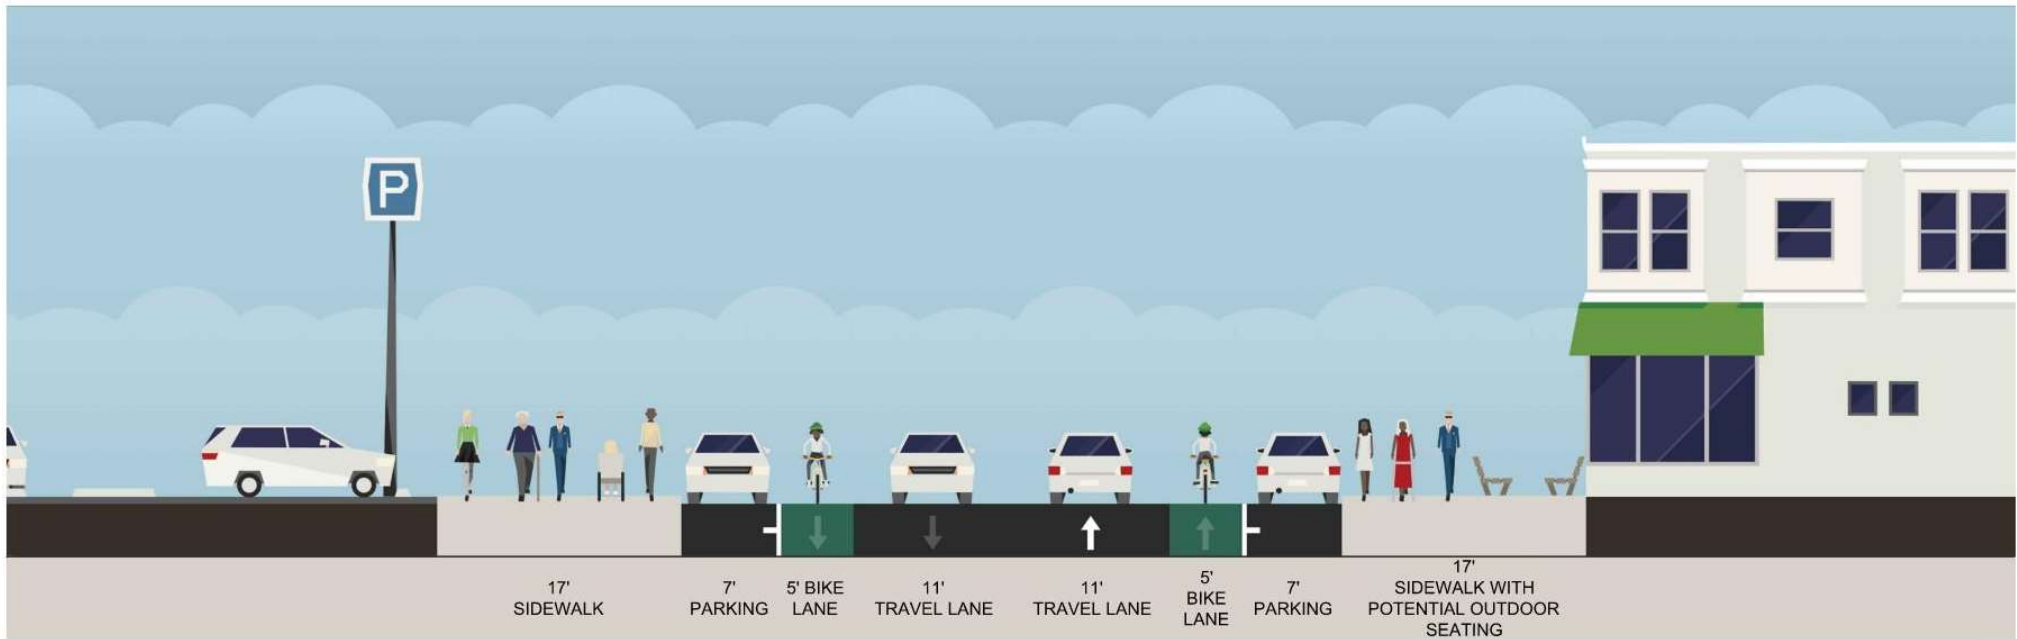 P
17'
SIDEWALK
7'
PARKING
5' BIKE
LANE
11'
TRAVEL LANE
11'
TRAVEL LANE
5'
BIKE
LANE
7'
PARKING
17'
SIDEWALK WITH
POTENTIAL OUTDOOR
SEATING